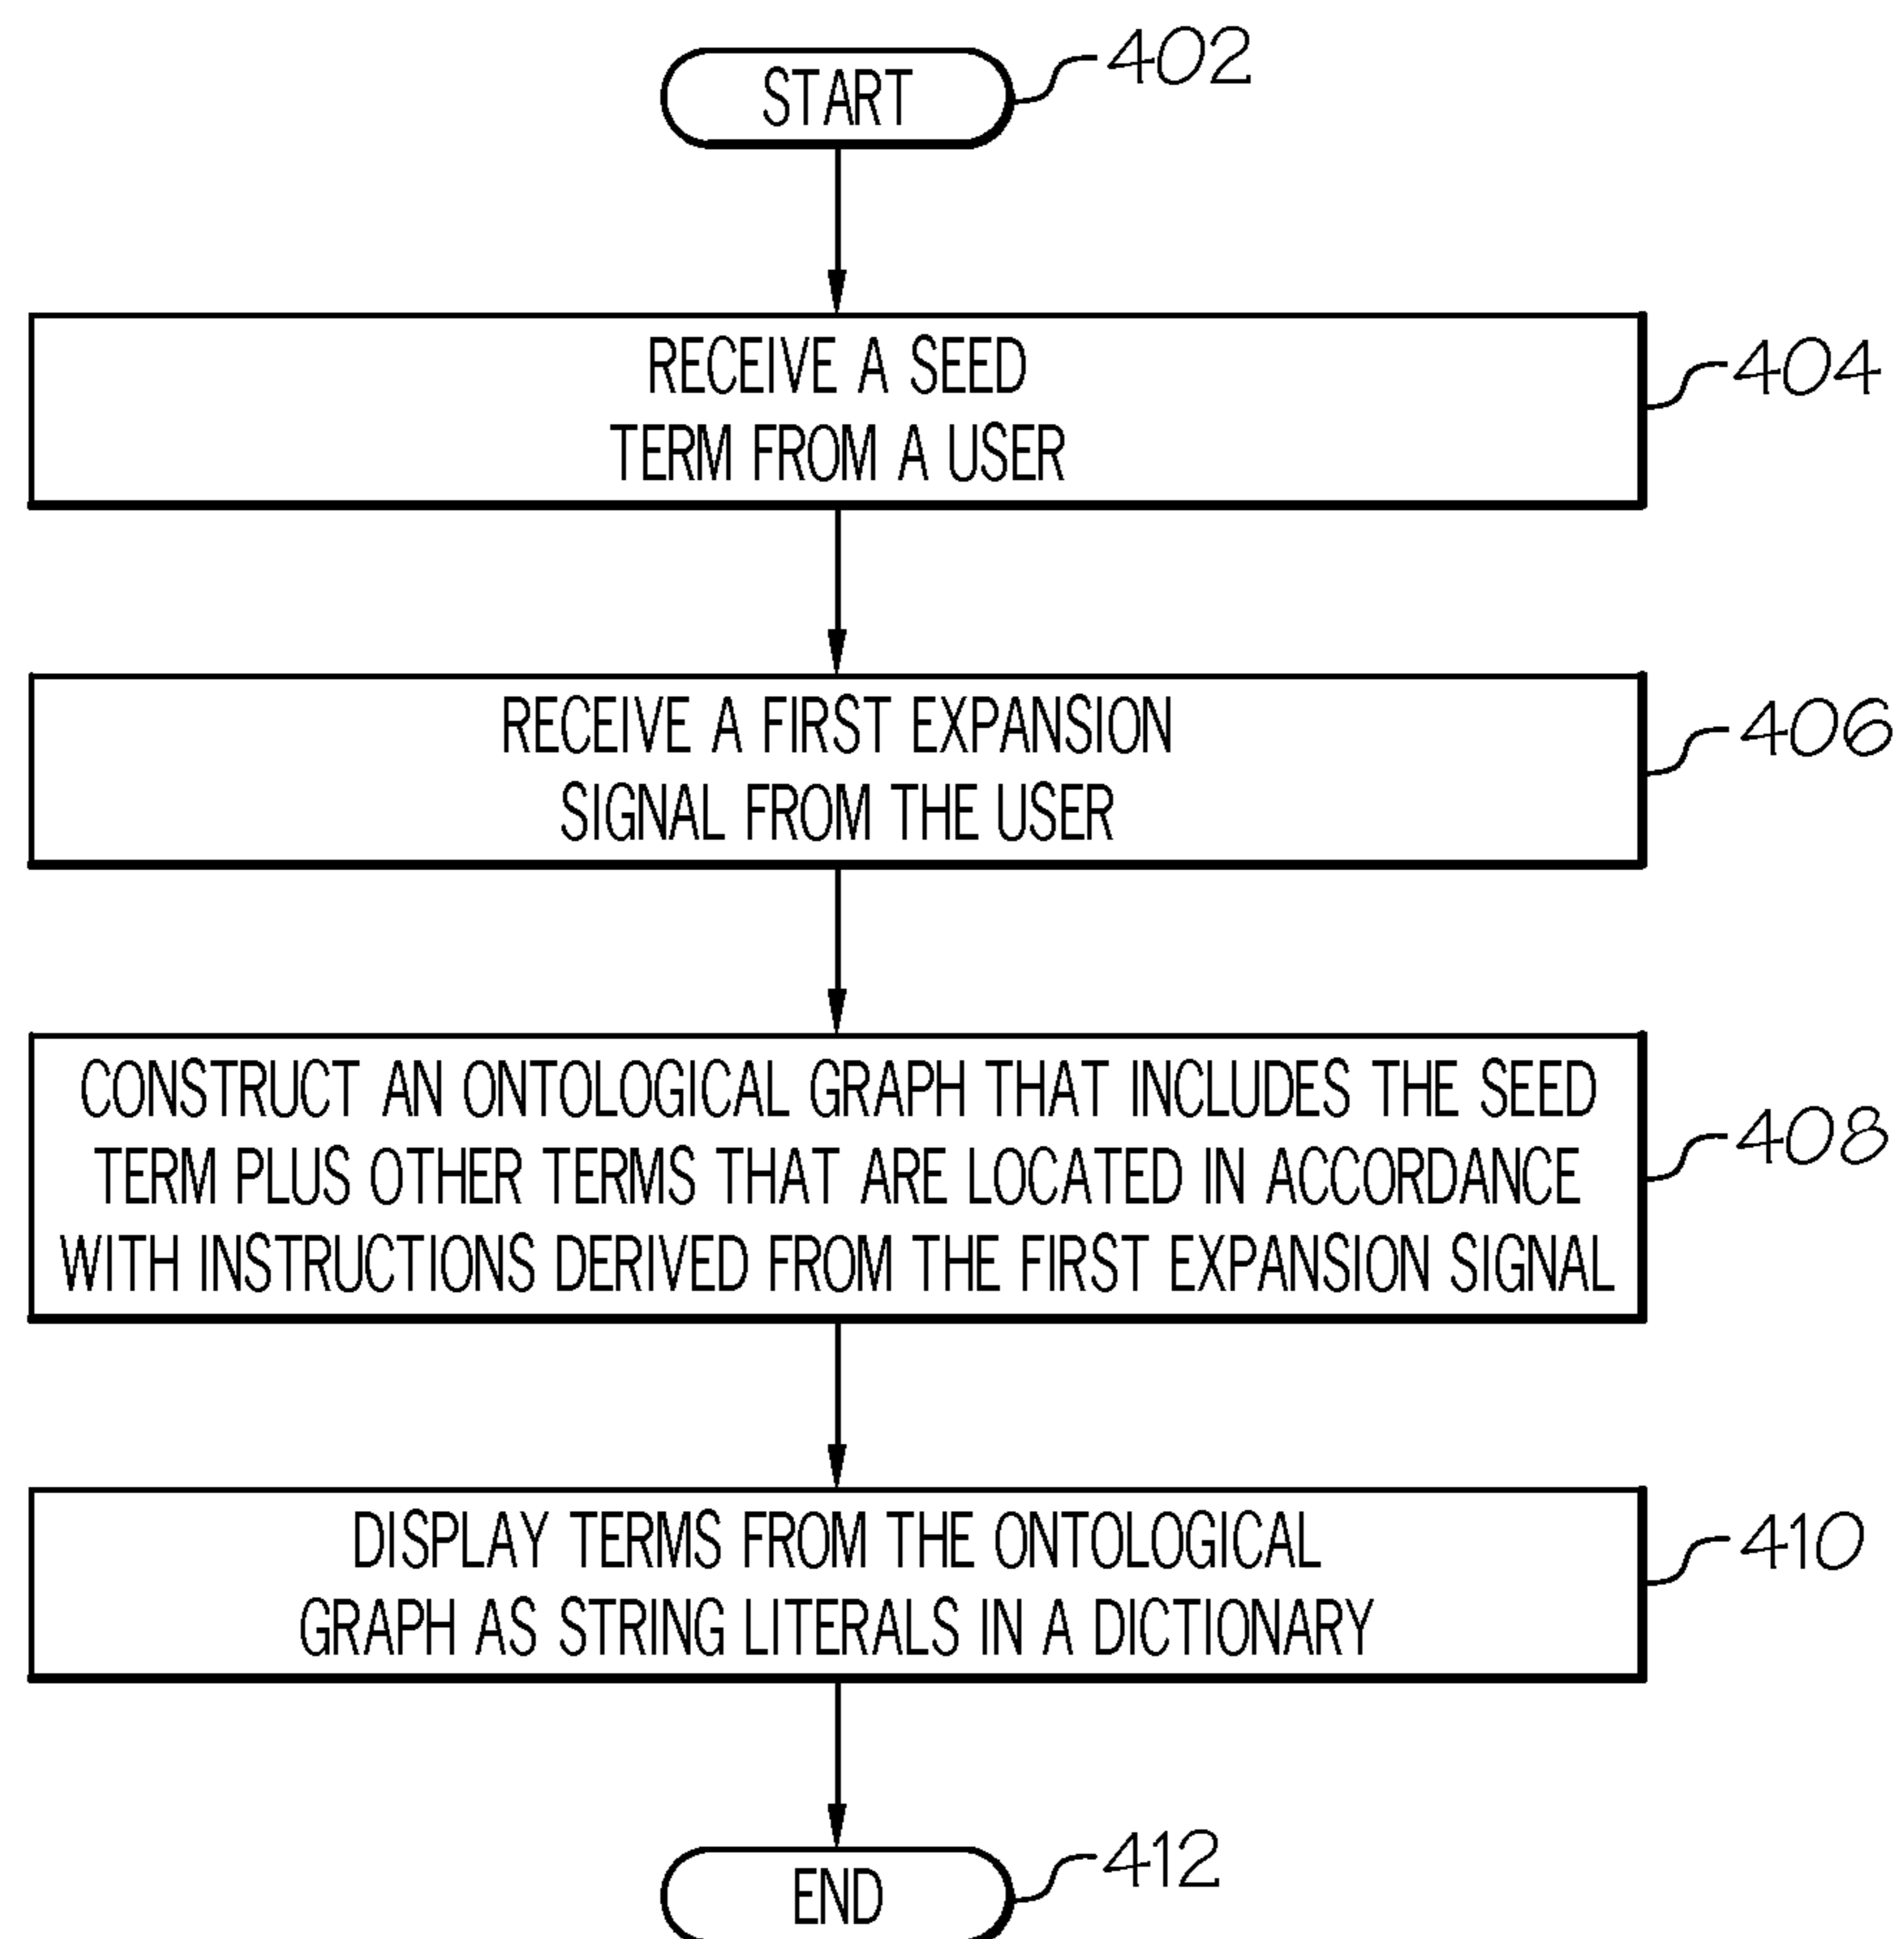 START
402
RECEIVE A SEED
TERM FROM A USER
404
RECEIVE A FIRST EXPANSION
SIGNAL FROM THE USER
406
CONSTRUCT AN ONTOLOGICAL GRAPH THAT INCLUDES THE SEED
TERM PLUS OTHER TERMS THAT ARE LOCATED IN ACCORDANCE
WITH INSTRUCTIONS DERIVED FROM THE FIRST EXPANSION SIGNAL
408
DISPLAY TERMS FROM THE ONTOLOGICAL
GRAPH AS STRING LITERALS IN A DICTIONARY
410
END
412